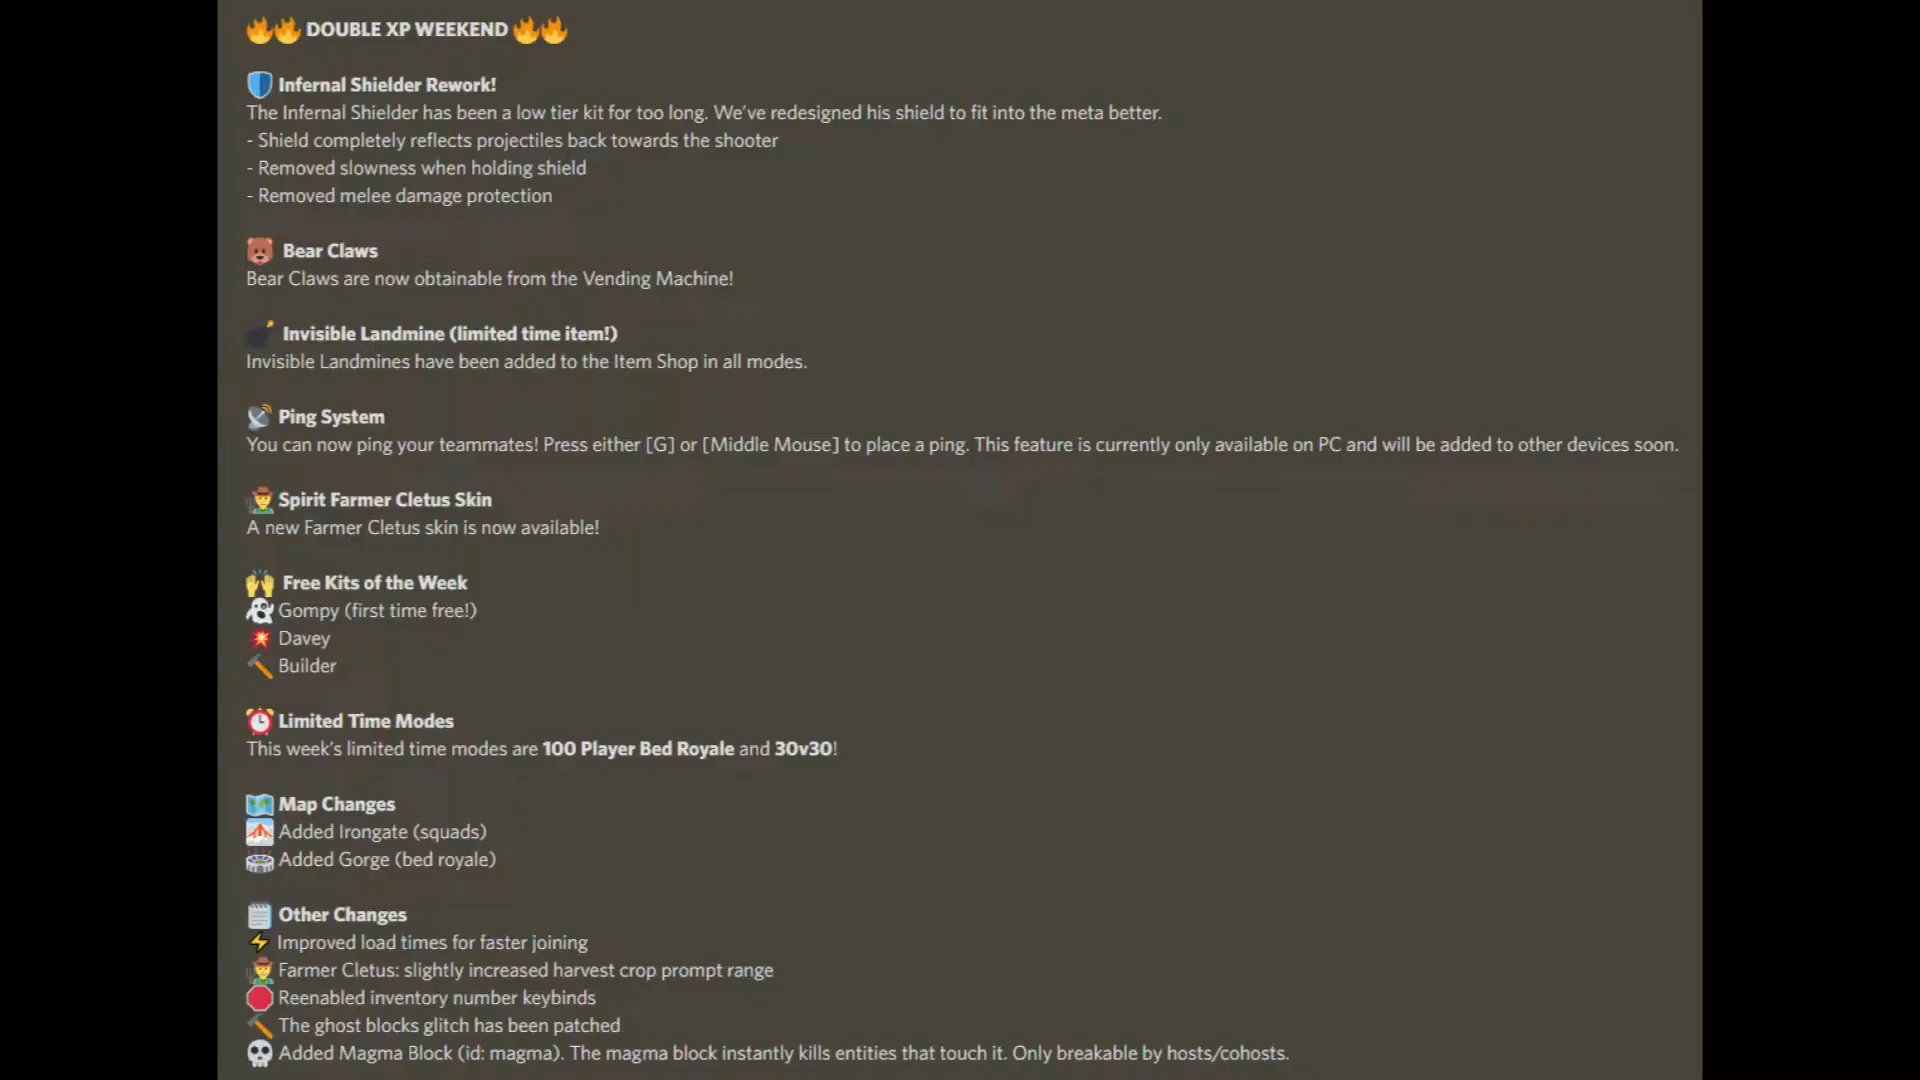 🔥🔥 DOUBLE XP WEEKEND 🔥🔥
🛡️ Infernal Shielder Rework!
The Infernal Shielder has been a low tier kit for too long. We've redesigned his shield to fit into the meta better.
- Shield completely reflects projectiles back towards the shooter
- Removed slowness when holding shield
- Removed melee damage protection
🐻 Bear Claws
Bear Claws are now obtainable from the Vending Machine!
💣 Invisible Landmine (limited time item!)
Invisible Landmines have been added to the Item Shop in all modes.
📡 Ping System
You can now ping your teammates! Press either [G] or [Middle Mouse] to place a ping. This feature is currently only available on PC and will be added to other devices soon.
🧑‍🌾 Spirit Farmer Cletus Skin
A new Farmer Cletus skin is now available!
🙌 Free Kits of the Week
👻 Gompy (first time free!)
💥 Davey
🔨 Builder
⏰ Limited Time Modes
This week's limited time modes are 100 Player Bed Royale and 30v30!
🗺️ Map Changes
🌋 Added Irongate (squads)
🏟️ Added Gorge (bed royale)
🗒️ Other Changes
⚡ Improved load times for faster joining
🧑‍🌾 Farmer Cletus: slightly increased harvest crop prompt range
🛑 Reenabled inventory number keybinds
🔨 The ghost blocks glitch has been patched
💀 Added Magma Block (id: magma). The magma block instantly kills entities that touch it. Only breakable by hosts/cohosts.